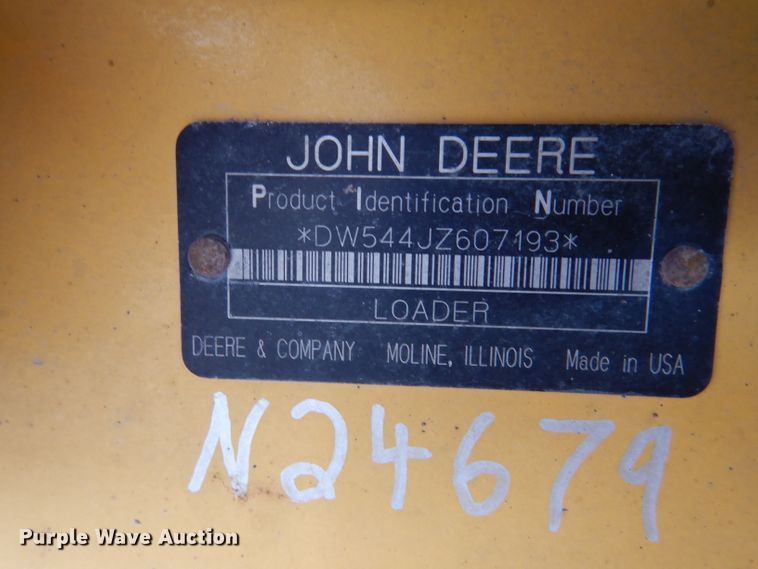 JOHN DEERE
Product Identification Number
*DW544JZ607193*
LOADER
DEERE & COMPANY MOLINE, ILLINOIS Made in USA
N24679
Purple Wave Auction